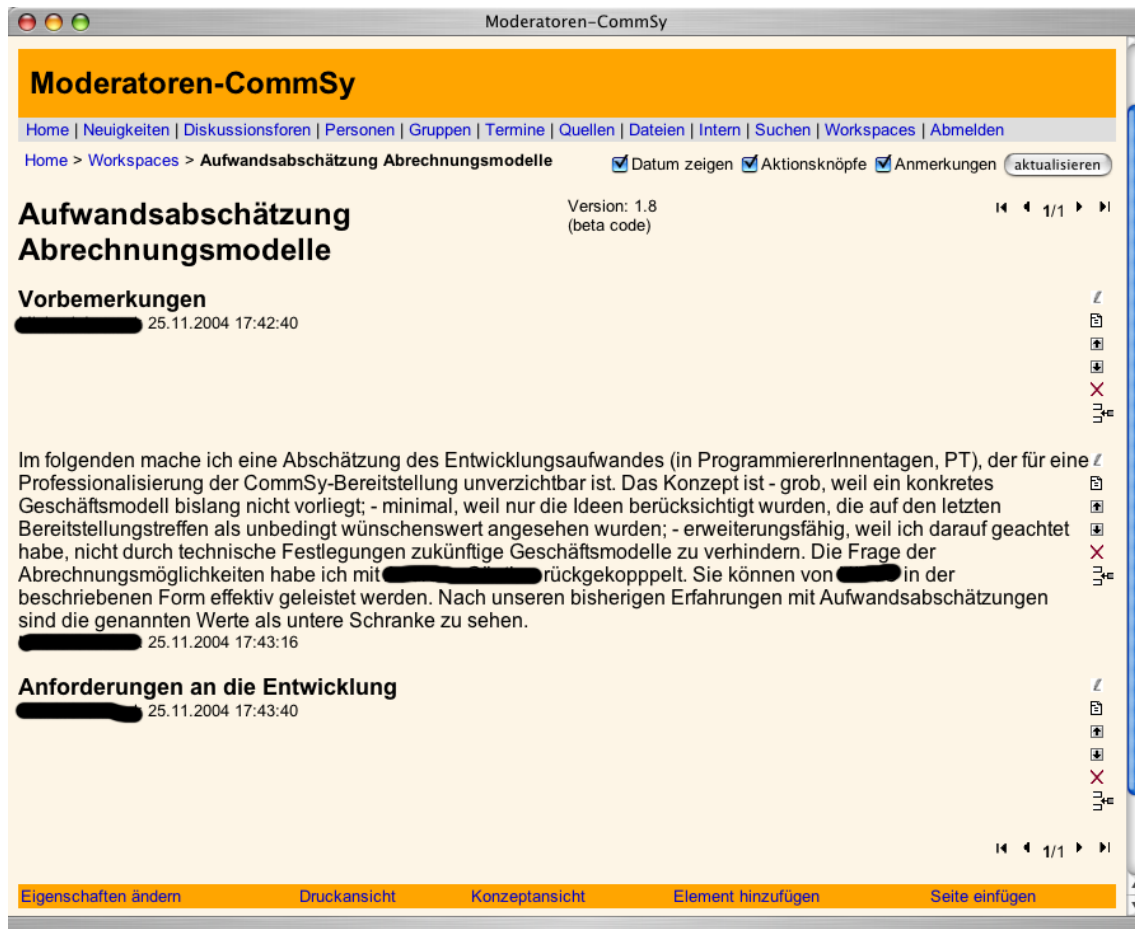 Moderatoren-CommSy
Moderatoren-CommSy
Home | Neuigkeiten | Diskussionsforen | Personen | Gruppen | Termine | Quellen | Dateien | Intern | Suchen | Workspaces | Abmelden
Home > Workspaces > Aufwandsabschätzung Abrechnungsmodelle Datum zeigen Aktionsknöpfe Anmerkungen aktualisieren
Aufwandsabschätzung
Abrechnungsmodelle
Version: 1.8
(beta code)
1/1
Vorbemerkungen
25.11.2004 17:42:40
Im folgenden mache ich eine Abschätzung des Entwicklungsaufwandes (in ProgrammiererInnentagen, PT), der für eine
Professionalisierung der CommSy-Bereitstellung unverzichtbar ist. Das Konzept ist - grob, weil ein konkretes
Geschäftsmodell bislang nicht vorliegt; - minimal, weil nur die Ideen berücksichtigt wurden, die auf den letzten
Bereitstellungstreffen als unbedingt wünschenswert angesehen wurden; - erweiterungsfähig, weil ich darauf geachtet
habe, nicht durch technische Festlegungen zukünftige Geschäftsmodelle zu verhindern. Die Frage der
Abrechnungsmöglichkeiten habe ich mit rückgekopppelt. Sie können von in der
beschriebenen Form effektiv geleistet werden. Nach unseren bisherigen Erfahrungen mit Aufwandsabschätzungen
sind die genannten Werte als untere Schranke zu sehen.
25.11.2004 17:43:16
Anforderungen an die Entwicklung
25.11.2004 17:43:40
1/1
Eigenschaften ändern Druckansicht Konzeptansicht Element hinzufügen Seite einfügen